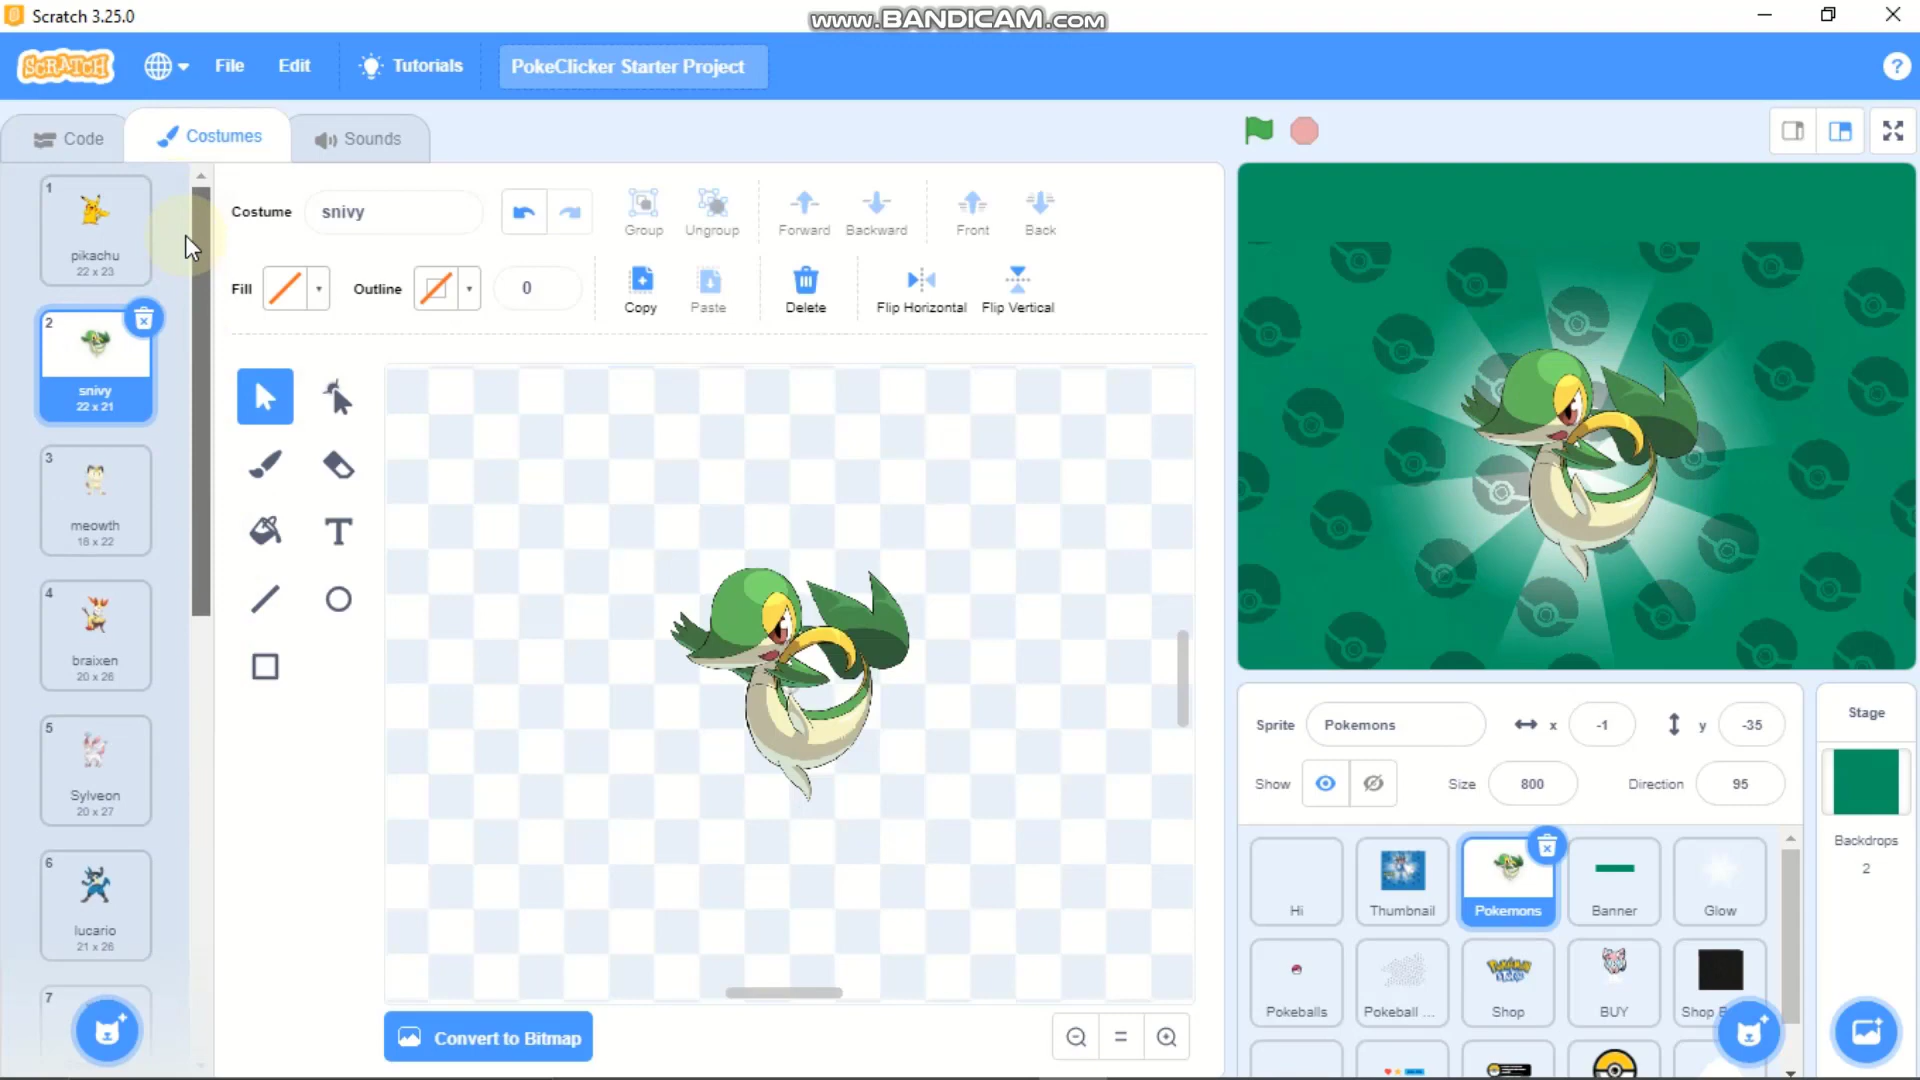 Scratch 3.25.0
www.BANDICAM.com
SCRATCH
File
Edit
Tutorials
PokeClicker Starter Project
?
Code
Costumes
Sounds
1
pikachu
22 x 23
2
snivy
22 x 21
3
meowth
16 x 22
4
braixen
20 x 26
5
Sylveon
20 x 27
6
lucario
21 x 26
7
Costume
snivy
Group
Ungroup
Forward
Backward
Front
Back
Fill
Outline
0
Copy
Paste
Delete
Flip Horizontal
Flip Vertical
T
Convert to Bitmap
Sprite
Pokemons
x
-1
y
-35
Show
Size
800
Direction
95
Stage
Backdrops
2
Hi
Thumbnail
Pokemons
Banner
Glow
Pokeballs
Pokeball ...
Shop
BUY
Shop